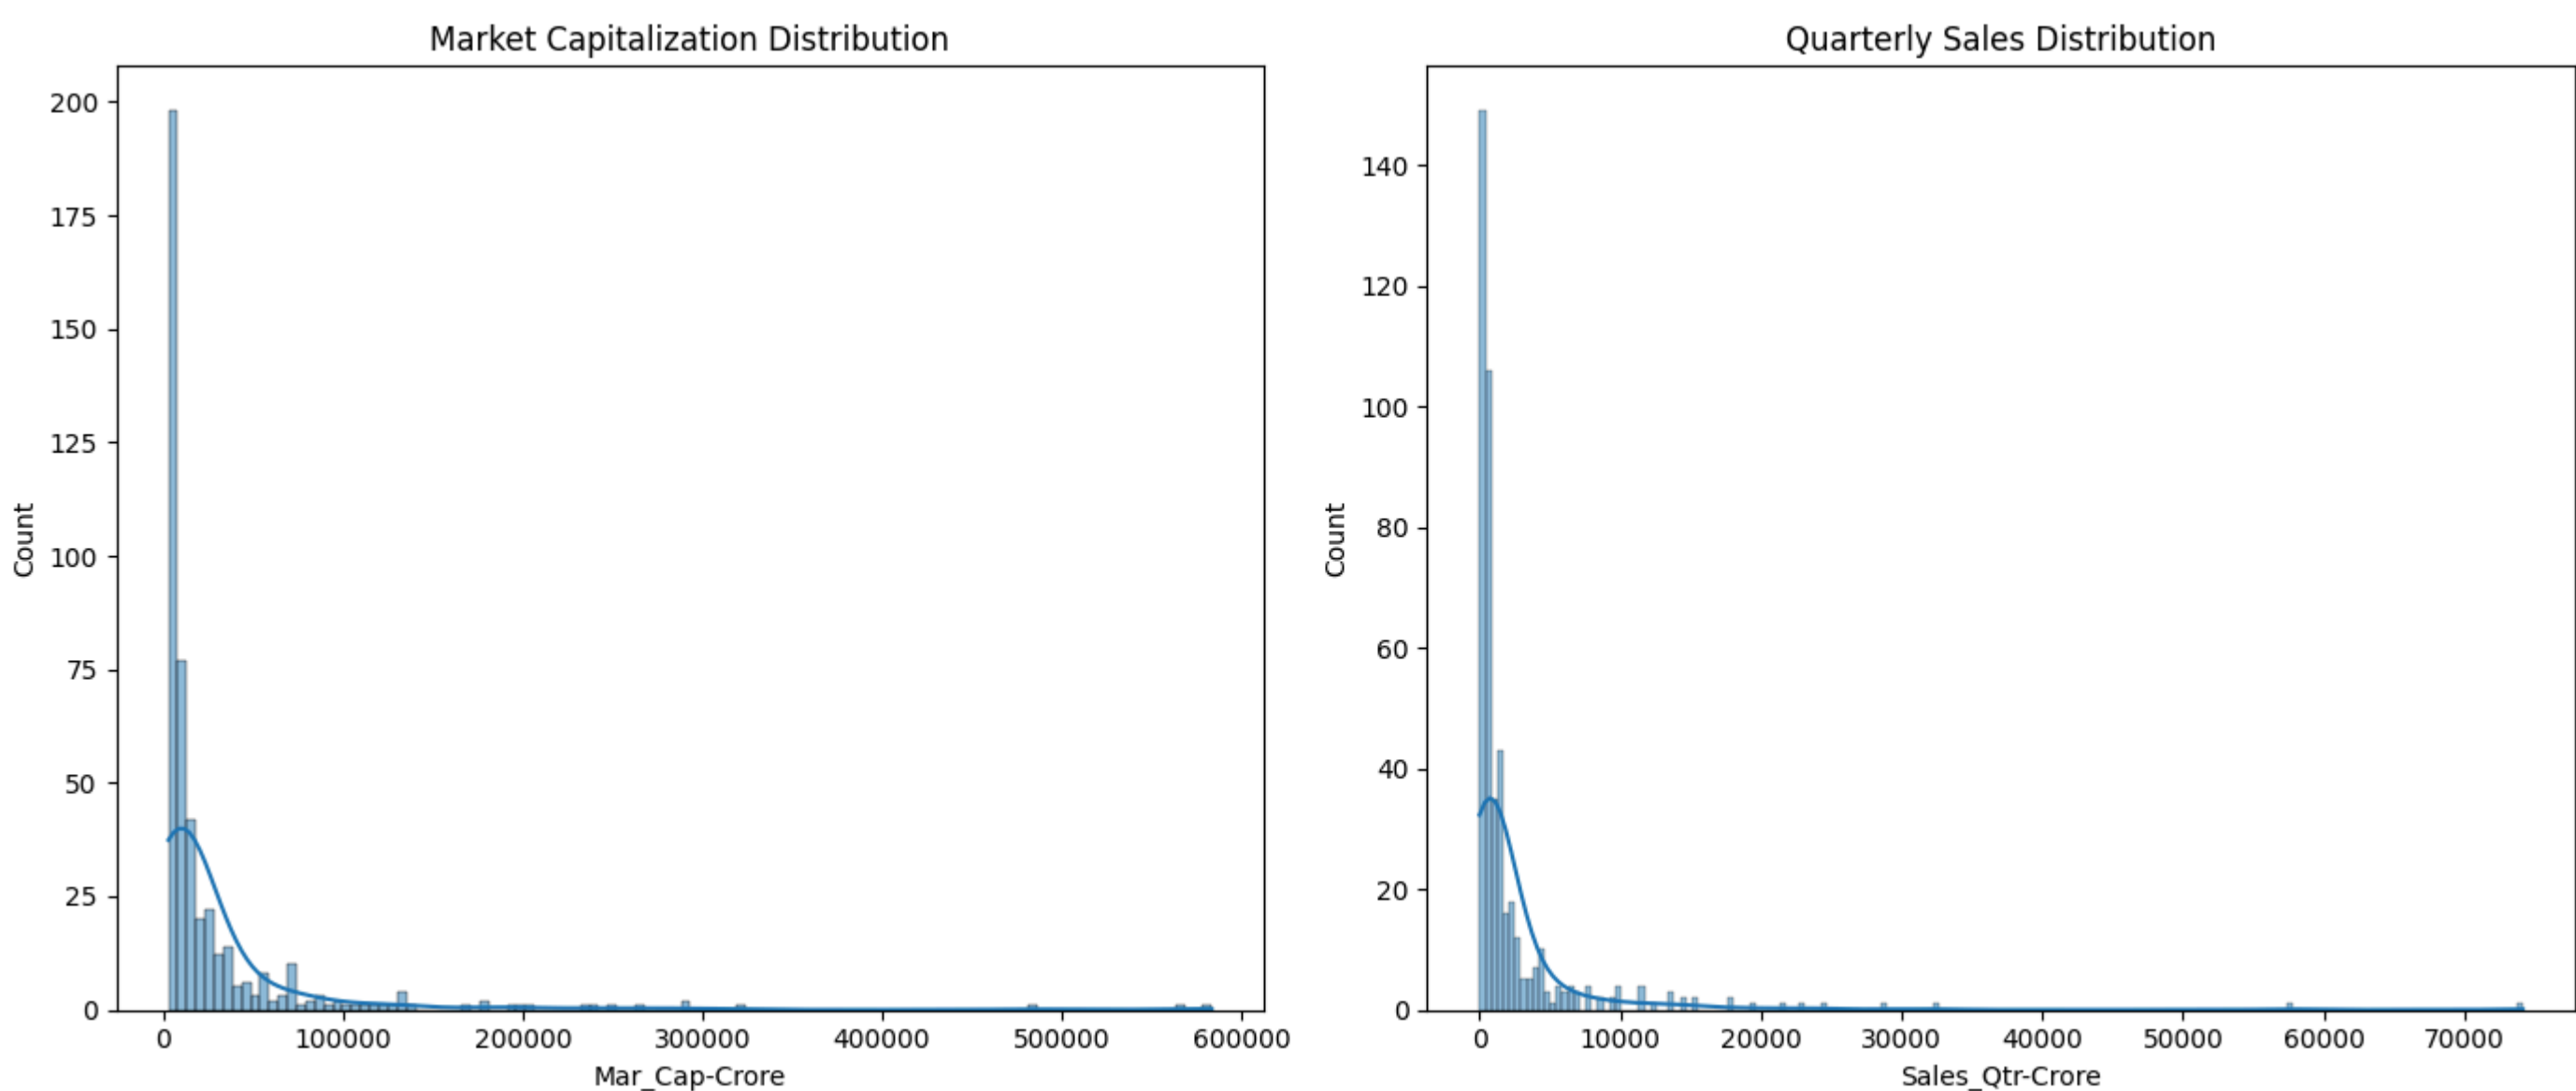 Market Capitalization Distribution
200
175
150
125
100
75
50
25
0
Count
0 100000 200000 300000 400000 500000 600000
Mar_Cap-Crore
Quarterly Sales Distribution
140
120
100
80
60
40
20
0
Count
0 10000 20000 30000 40000 50000 60000 70000
Sales_Qtr-Crore